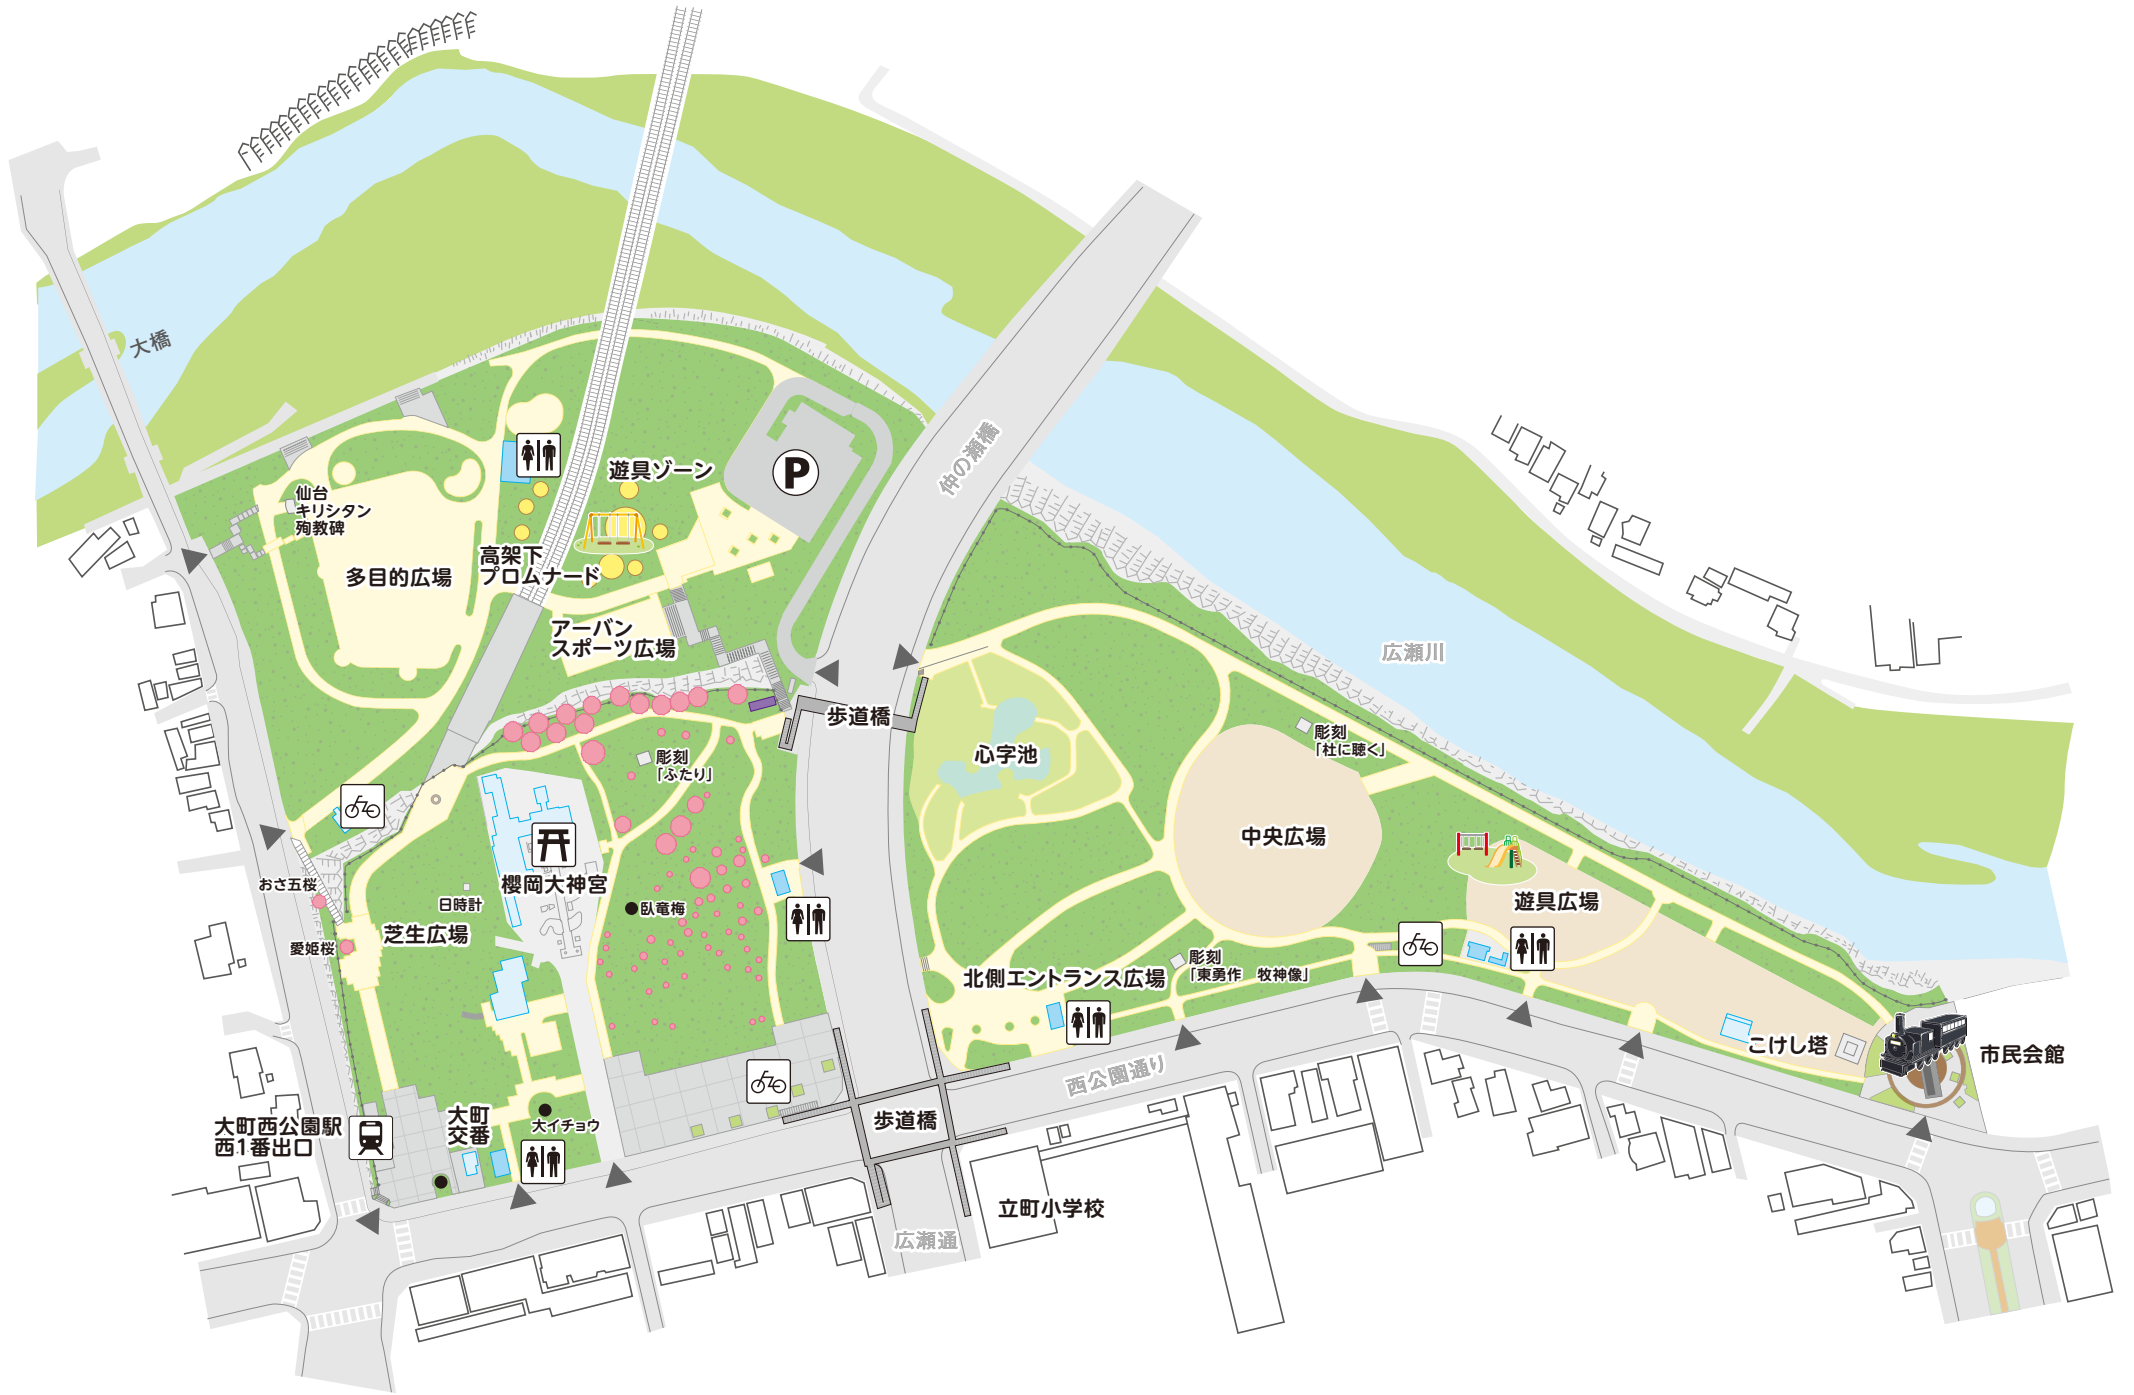 大橋
仙台
キリシタン
殉教碑
多目的広場
高架下
プロムナード
遊具ゾーン
P
アーバン
スポーツ広場
仲の瀬橋
歩道橋
心字池
広瀬川
彫刻
「杜に聴く」
中央広場
遊具広場
彫刻
「ふたり」
櫻岡大神宮
臥竜梅
おさ五桜
日時計
芝生広場
愛姫桜
北側エントランス広場
彫刻
「東勇作　牧神像」
こけし塔
市民会館
西公園通り
大町西公園駅
西1番出口
大町
交番
大イチョウ
歩道橋
立町小学校
広瀬通